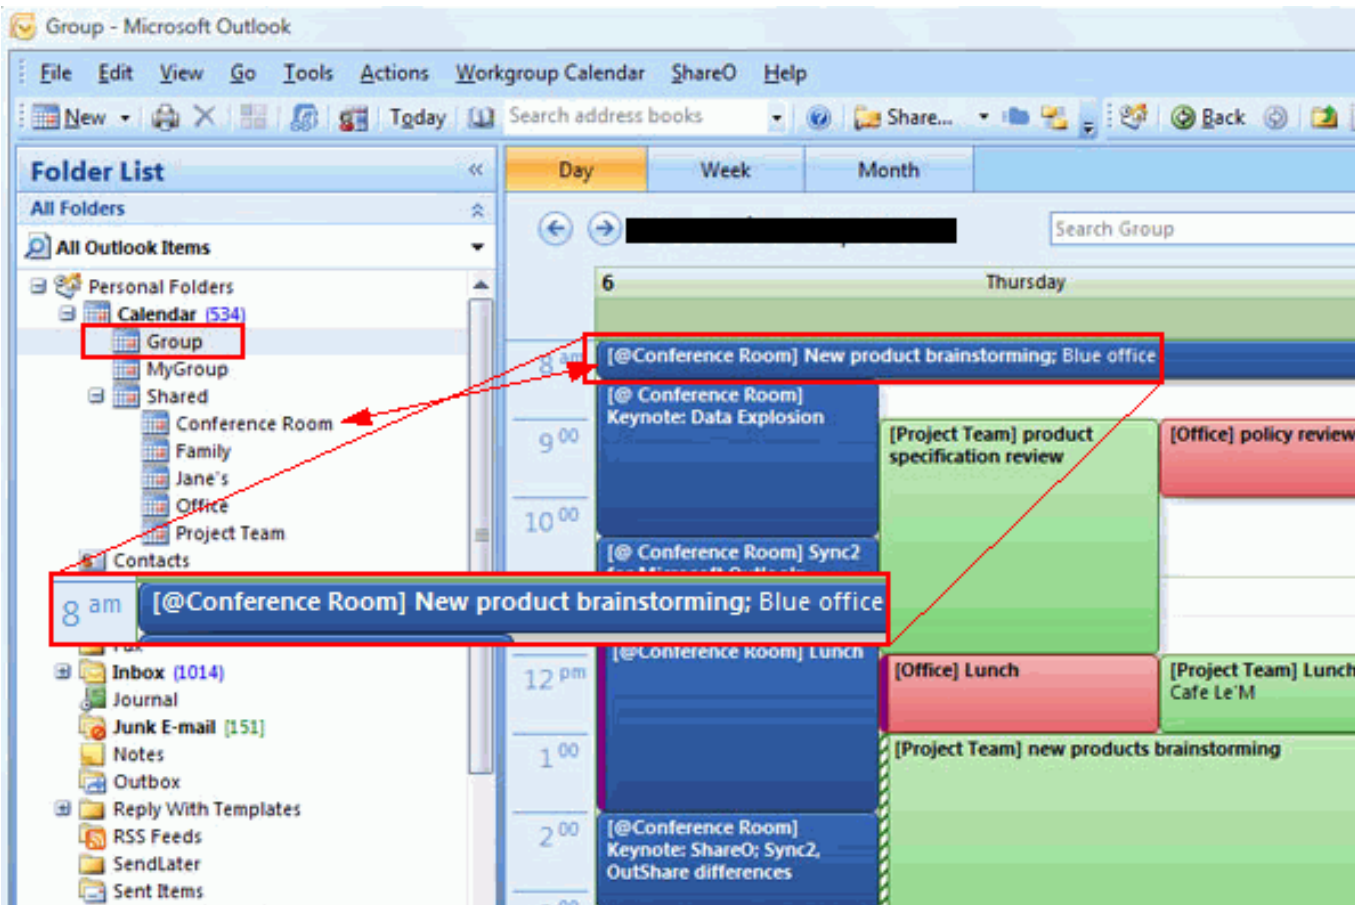 Group - Microsoft Outlook
File Edit View Go Tools Actions Workgroup Calendar ShareO Help
New Today Search address books Share... Back
Folder List
Day Week Month
All Folders
All Outlook Items
Search Group
Personal Folders
6 Thursday
Calendar (534)
Group
MyGroup
Shared
Conference Room
Family
Jane's
Office
Project Team
Contacts
8 am
[@Conference Room] New product brainstorming; Blue office
[@ Conference Room]
Keynote: Data Explosion
9 00
[Project Team] product
specification review
[Office] policy review
10 00
[@ Conference Room] Sync2
for Microsoft Outlook:
8 am [@Conference Room] New product brainstorming; Blue office
Fax
Inbox (1014)
Journal
Junk E-mail [151]
Notes
Outbox
Reply With Templates
RSS Feeds
SendLater
Sent Items
[@Conference Room] Lunch
12 pm
[Office] Lunch
[Project Team] Lunch
Cafe Le'M
1 00
[Project Team] new products brainstorming
2 00
[@Conference Room]
Keynote: ShareO; Sync2,
OutShare differences